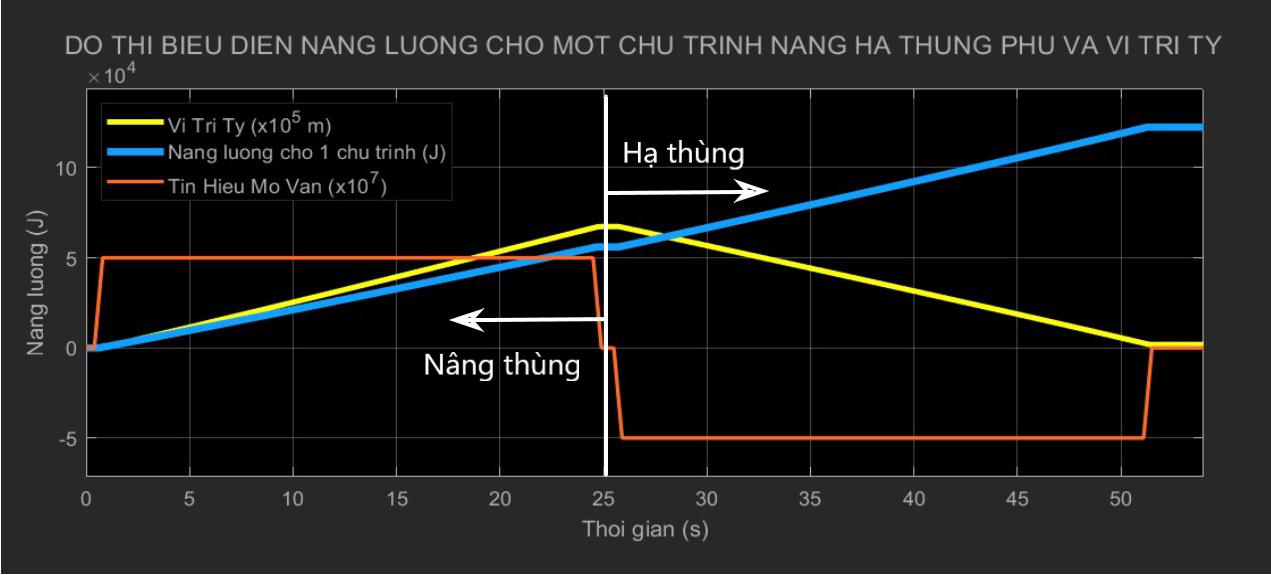 DO THI BIEU DIEN NANG LUONG CHO MOT CHU TRINH NANG HA THUNG PHU VA VI TRI TY
×10⁴
Vi Tri Ty (x10⁵ m)
Nang luong cho 1 chu trinh (J)
Tin Hieu Mo Van (x10⁷)
Hạ thùng
Nâng thùng
10
5
0
-5
Nang luong (J)
0 5 10 15 20 25 30 35 40 45 50
Thoi gian (s)